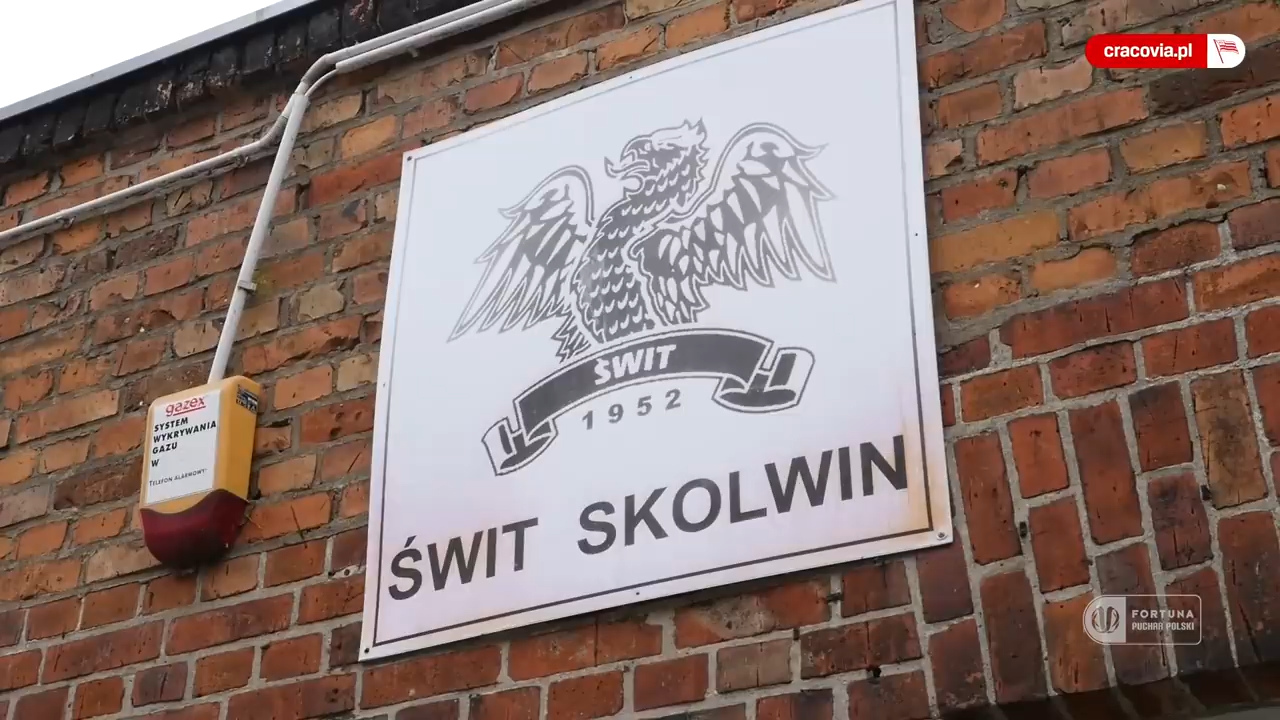 cracovia.pl
ŚWIT
1952
ŚWIT SKOLWIN
gazex
SYSTEM
WYKRYWANIA
GAZU
W
TELEFON ALARMOWY:
FORTUNA
PUCHAR POLSKI